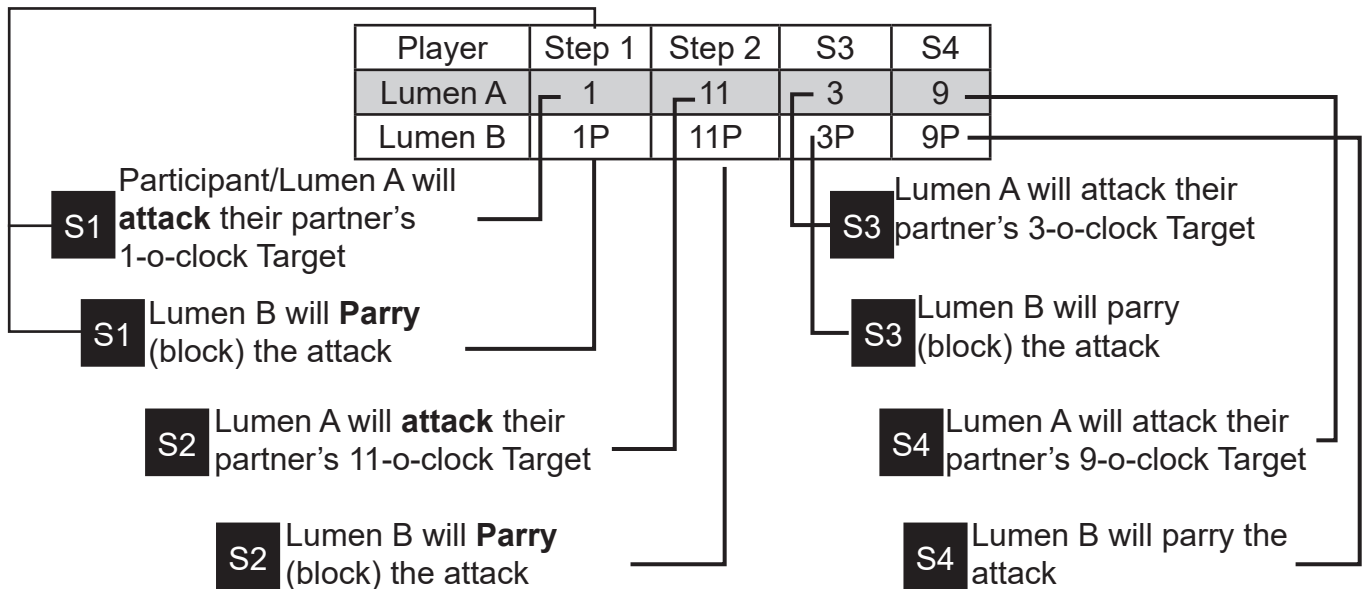 Player Step 1 Step 2 S3 S4
Lumen A 1 11 3 9
Lumen B 1P 11P 3P 9P
S1
Participant/Lumen A will
attack their partner's
1-o-clock Target
S1
Lumen B will Parry
(block) the attack
S2
Lumen A will attack their
partner's 11-o-clock Target
S2
Lumen B will Parry
(block) the attack
S3
Lumen A will attack their
partner's 3-o-clock Target
S3
Lumen B will parry
(block) the attack
S4
Lumen A will attack their
partner's 9-o-clock Target
S4
Lumen B will parry the
attack